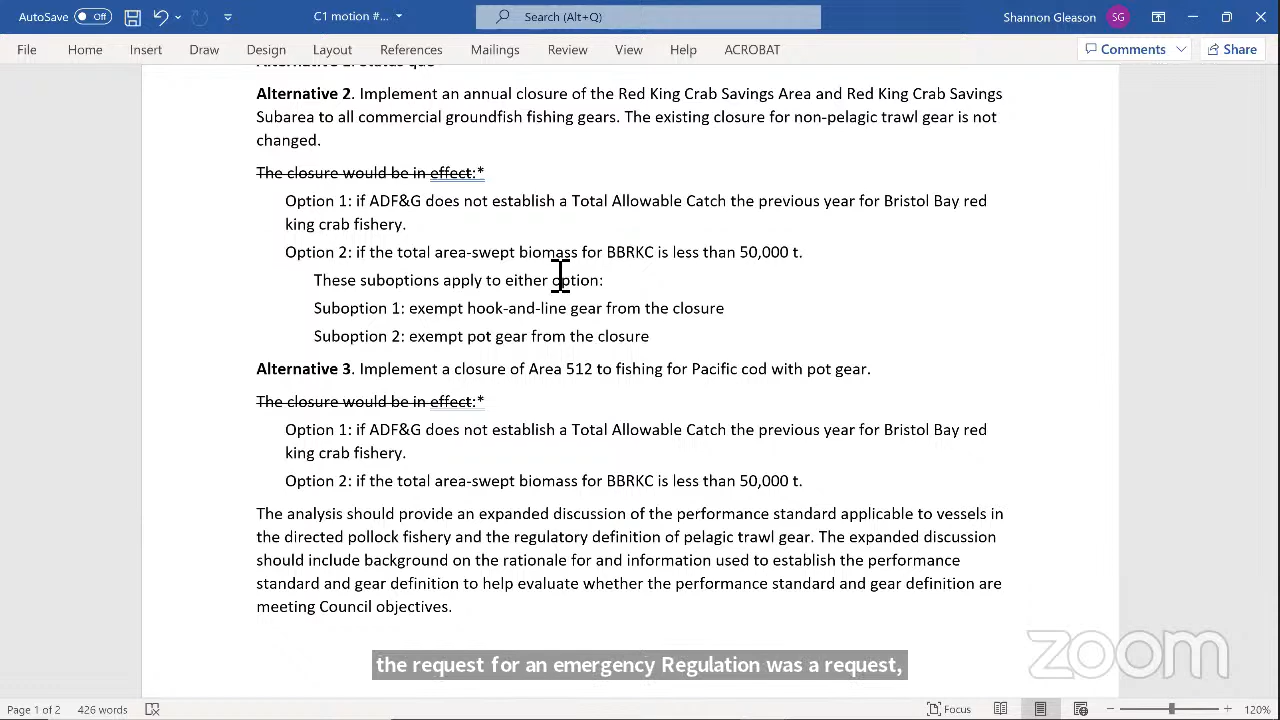 AutoSave Off C1 motion #... Search (Alt+Q) Shannon Gleason SG
File Home Insert Draw Design Layout References Mailings Review View Help ACROBAT Comments Share
Alternative 2. Implement an annual closure of the Red King Crab Savings Area and Red King Crab Savings
Subarea to all commercial groundfish fishing gears. The existing closure for non-pelagic trawl gear is not
changed.
The closure would be in effect:*
Option 1: if ADF&G does not establish a Total Allowable Catch the previous year for Bristol Bay red
king crab fishery.
Option 2: if the total area-swept biomass for BBRKC is less than 50,000 t.
These suboptions apply to either option:
Suboption 1: exempt hook-and-line gear from the closure
Suboption 2: exempt pot gear from the closure
Alternative 3. Implement a closure of Area 512 to fishing for Pacific cod with pot gear.
The closure would be in effect:*
Option 1: if ADF&G does not establish a Total Allowable Catch the previous year for Bristol Bay red
king crab fishery.
Option 2: if the total area-swept biomass for BBRKC is less than 50,000 t.
The analysis should provide an expanded discussion of the performance standard applicable to vessels in
the directed pollock fishery and the regulatory definition of pelagic trawl gear. The expanded discussion
should include background on the rationale for and information used to establish the performance
standard and gear definition to help evaluate whether the performance standard and gear definition are
meeting Council objectives.
the request for an emergency Regulation was a request,
zoom
Page 1 of 2 426 words Focus 120%